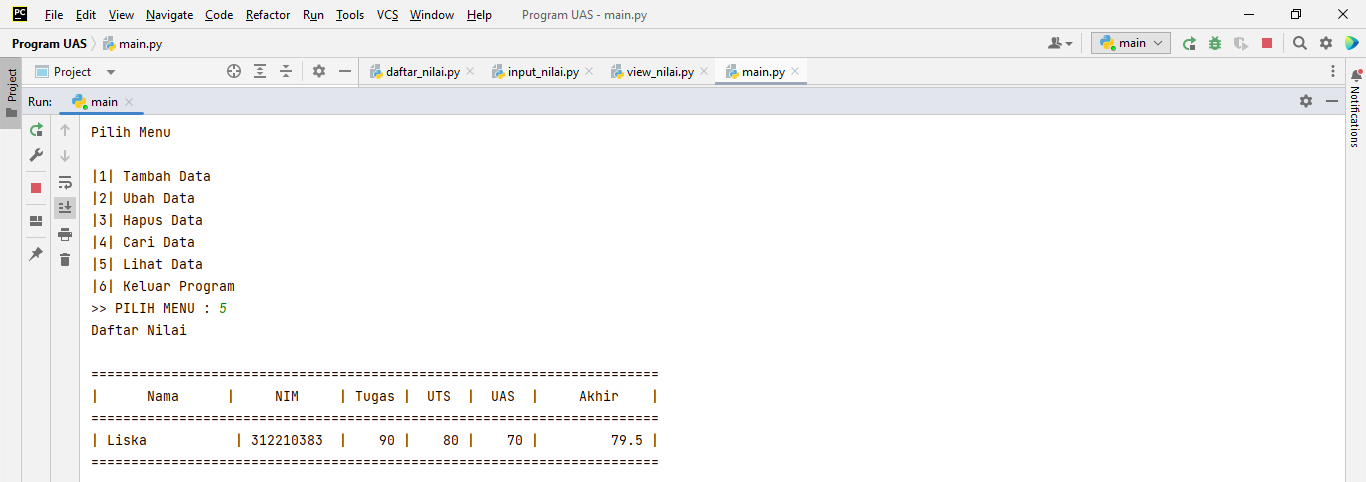 PC File Edit View Navigate Code Refactor Run Tools VCS Window Help Program UAS - main.py
Program UAS main.py main
Project daftar_nilai.py input_nilai.py view_nilai.py main.py
Project
Notifications
Run: main
Pilih Menu
|1| Tambah Data
|2| Ubah Data
|3| Hapus Data
|4| Cari Data
|5| Lihat Data
|6| Keluar Program
>> PILIH MENU : 5
Daftar Nilai
=======================================================================
|      Nama      |     NIM     | Tugas |  UTS  |  UAS  |     Akhir    |
=======================================================================
| Liska           | 312210383  |    90 |    80 |    70 |         79.5 |
=======================================================================